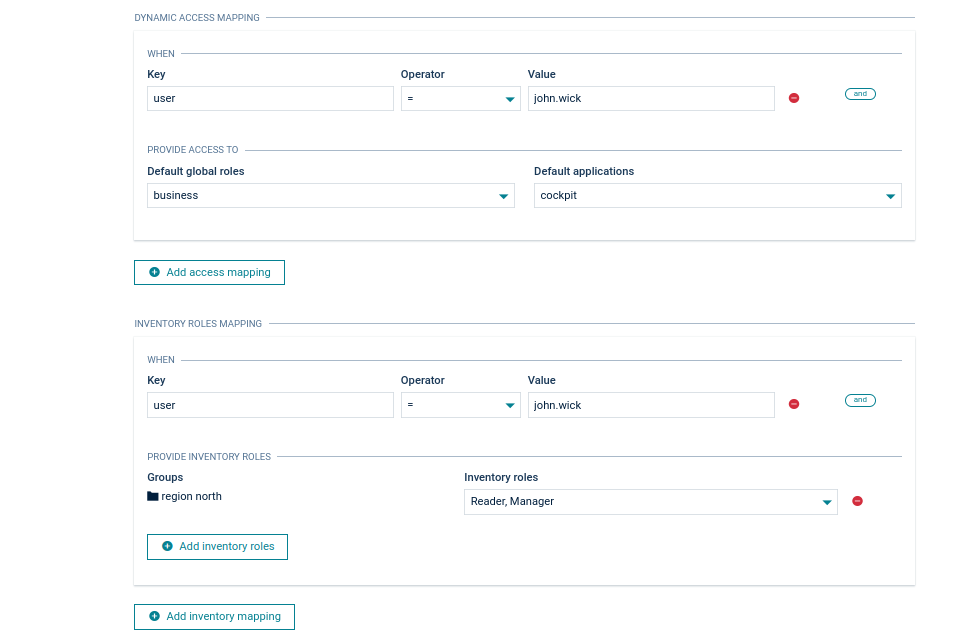 DYNAMIC ACCESS MAPPING
WHEN
Key Operator Value
user = john.wick and
PROVIDE ACCESS TO
Default global roles Default applications
business cockpit
Add access mapping
INVENTORY ROLES MAPPING
WHEN
Key Operator Value
user = john.wick and
PROVIDE INVENTORY ROLES
Groups Inventory roles
region north Reader, Manager
Add inventory roles
Add inventory mapping